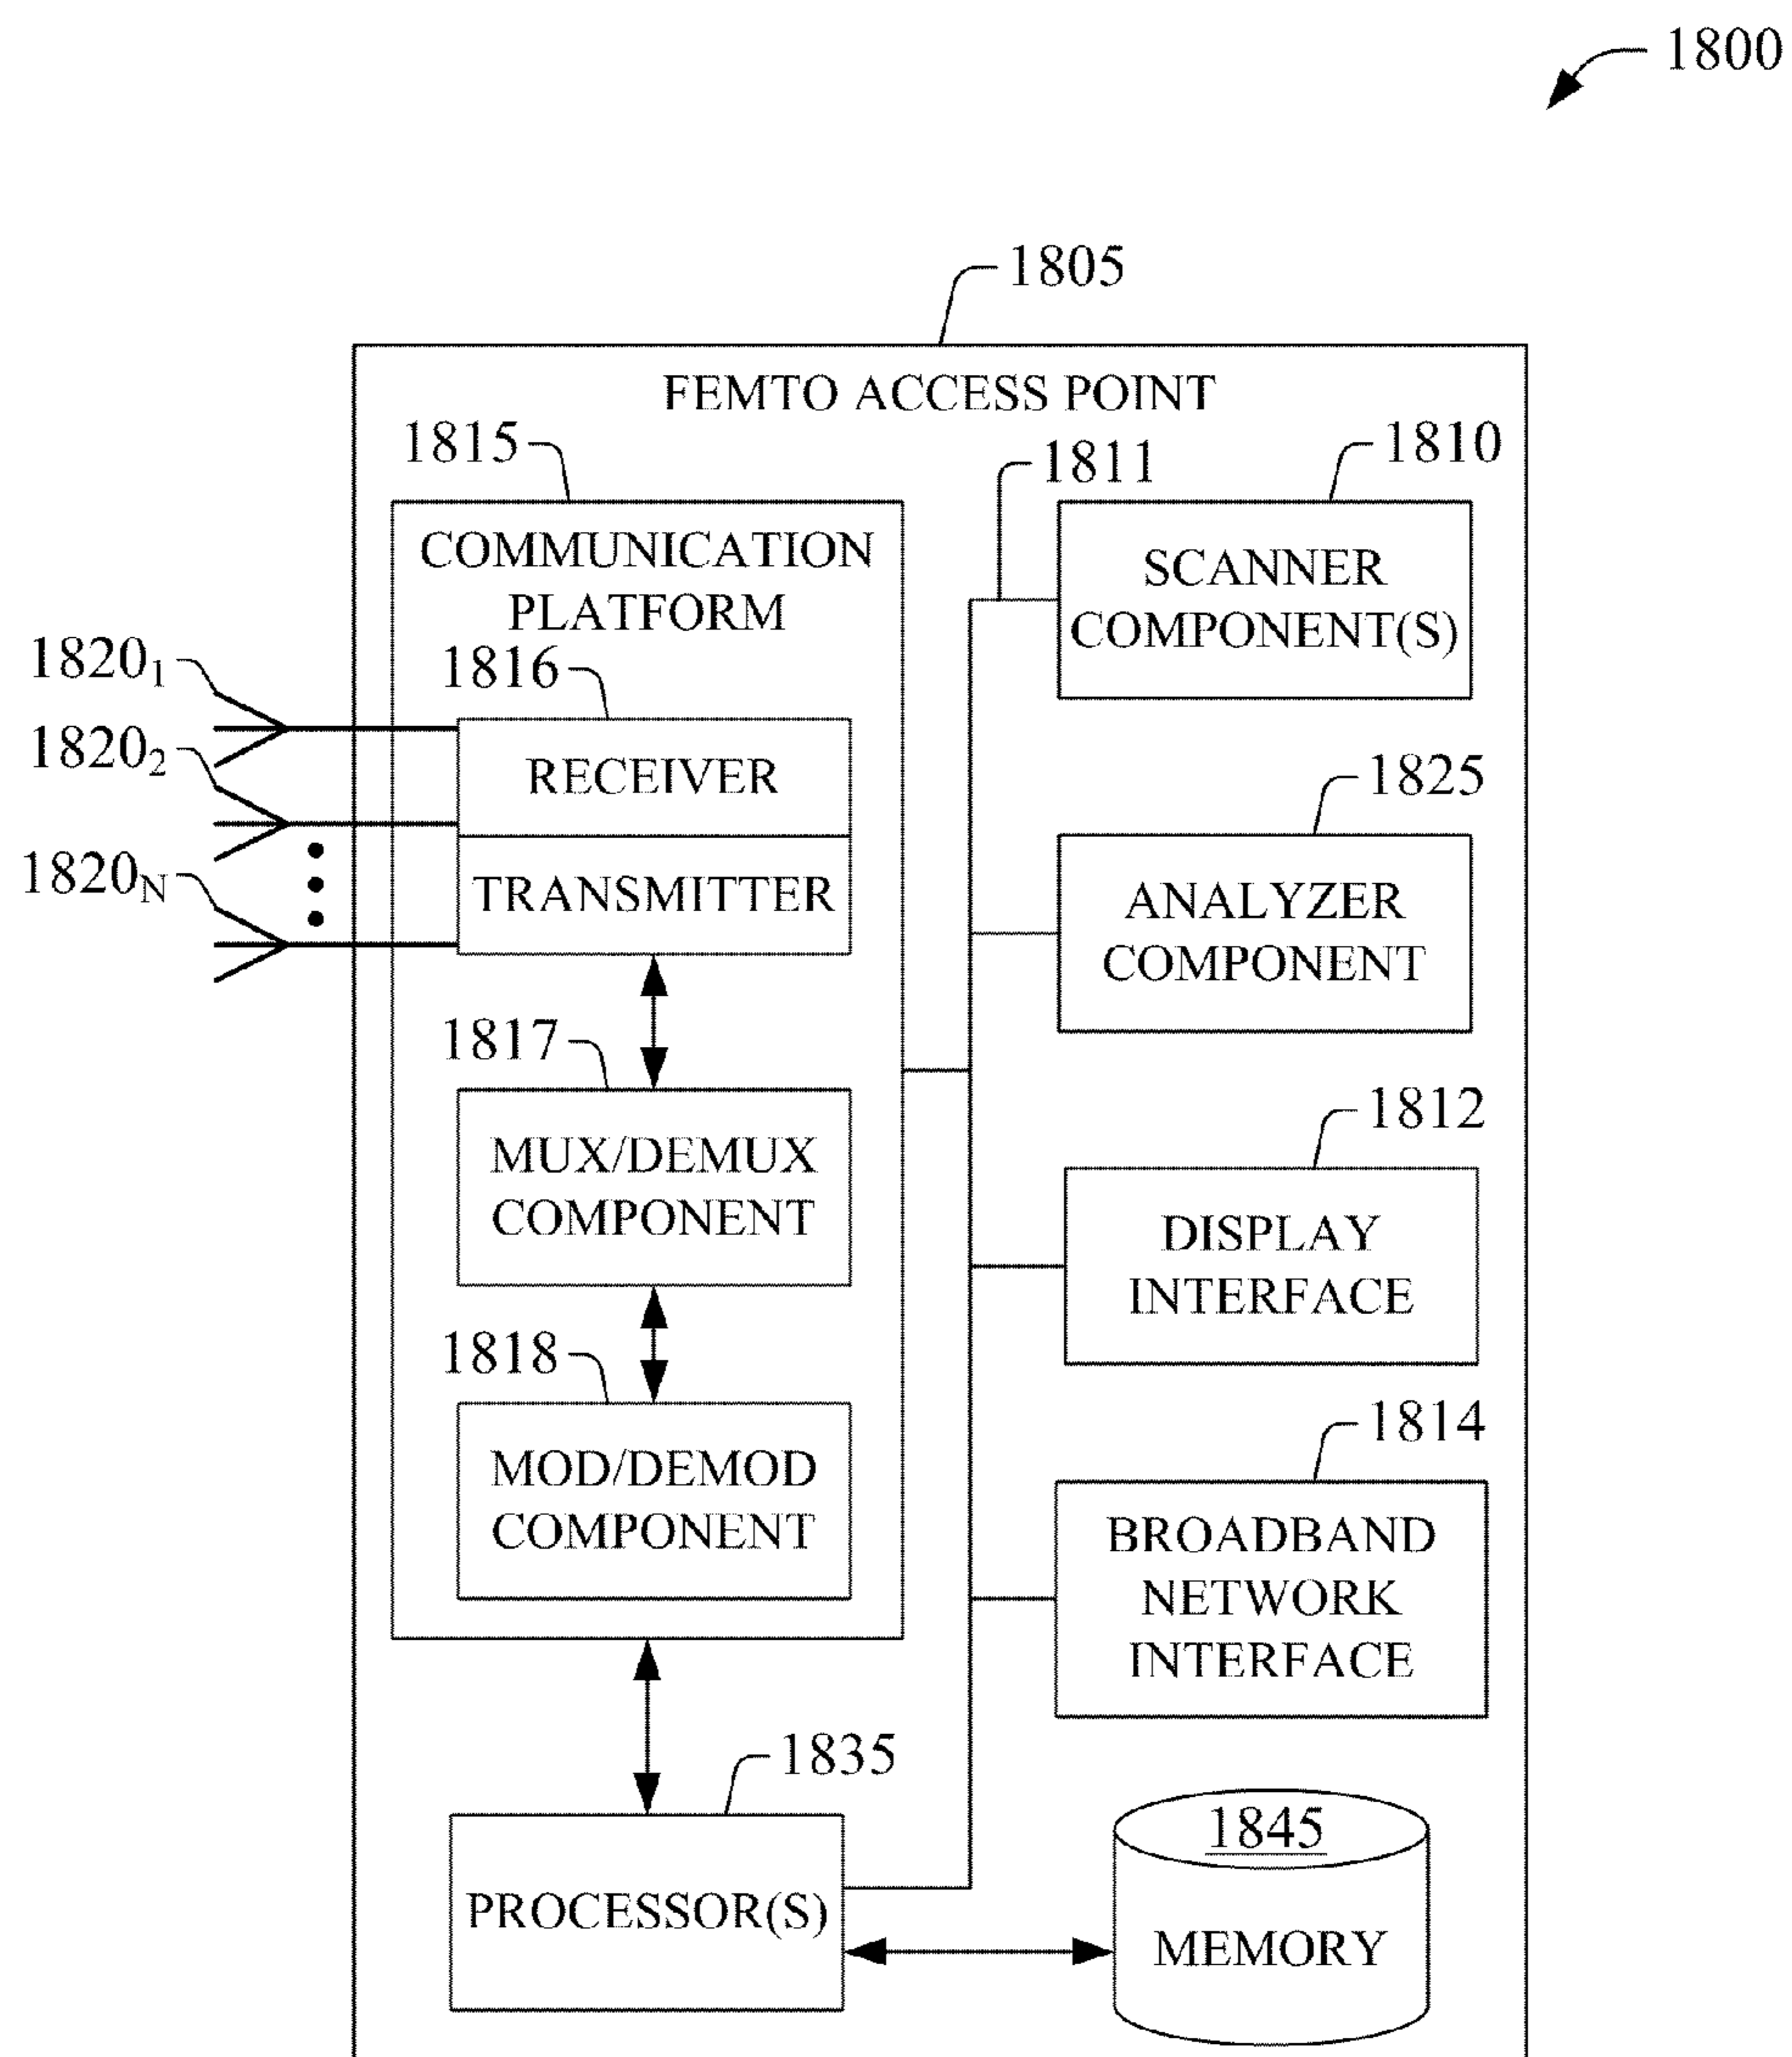 1800
1805
FEMTO ACCESS POINT
1815
COMMUNICATION
PLATFORM
1816
1820₁
RECEIVER
1820₂
TRANSMITTER
1820N
1817
MUX/DEMUX
COMPONENT
1818
MOD/DEMOD
COMPONENT
1811
1810
SCANNER
COMPONENT(S)
1825
ANALYZER
COMPONENT
1812
DISPLAY
INTERFACE
1814
BROADBAND
NETWORK
INTERFACE
1835
PROCESSOR(S)
1845
MEMORY